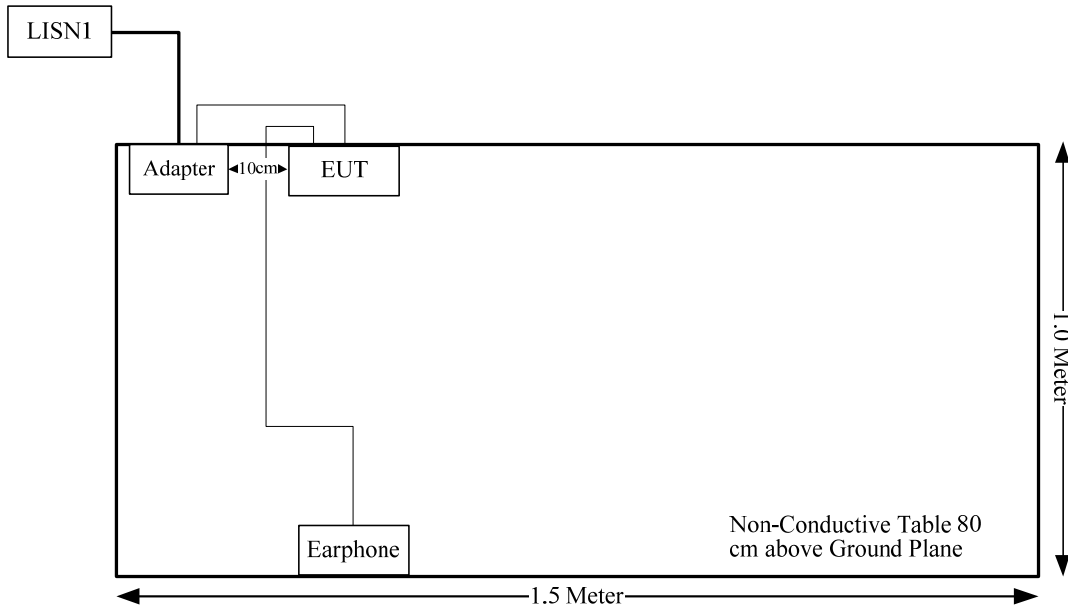 LISN1
Adapter
10cm
EUT
1.0 Meter
Earphone
Non-Conductive Table 80
cm above Ground Plane
1.5 Meter